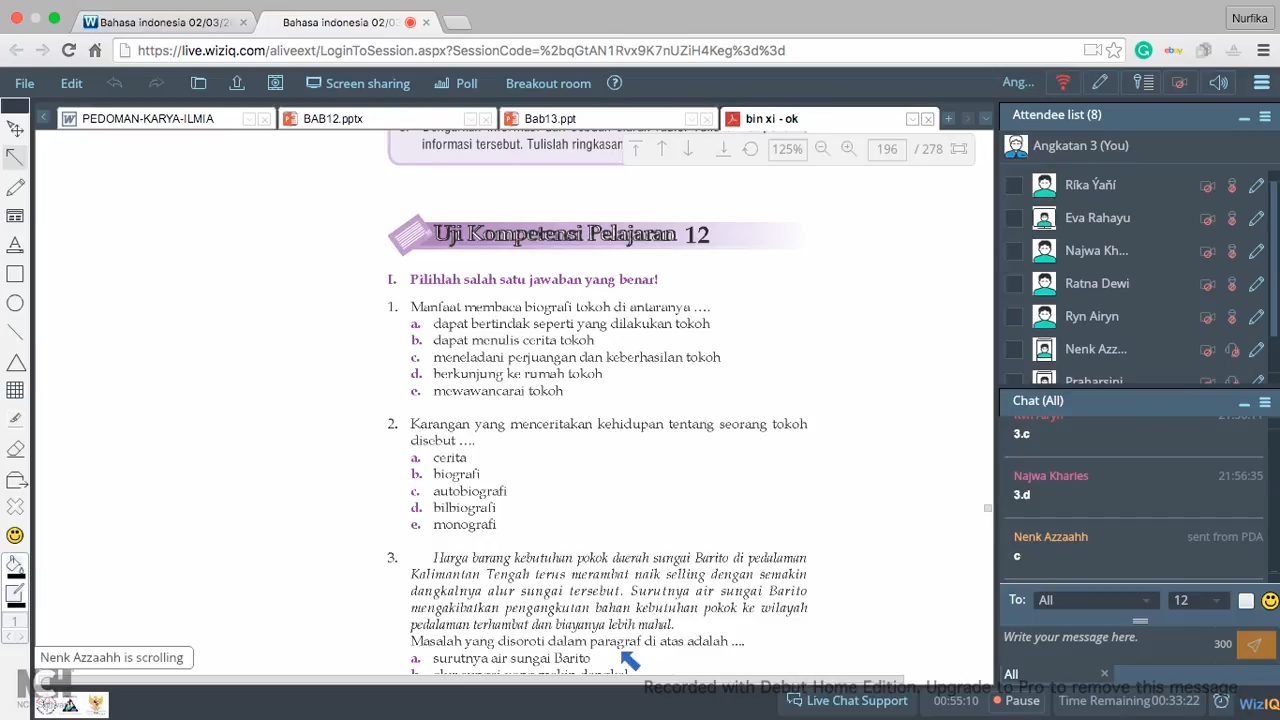 Bahasa indonesia 02/03/2
Bahasa indonesia 02/03
Nurfika
https://live.wiziq.com/aliveext/LoginToSession.aspx?SessionCode=%2bqGtAN1Rvx9K7nUZiH4Keg%3d%3d
File Edit Screen sharing Poll Breakout room Ang...
PEDOMAN-KARYA-ILMIA
BAB12.pptx
Bab13.ppt
bin xi - ok
informasi tersebut. Tulislah ringkasan
125% 196 / 278
Uji Kompetensi Pelajaran 12
I. Pilihlah salah satu jawaban yang benar!
1. Manfaat membaca biografi tokoh di antaranya ....
a. dapat bertindak seperti yang dilakukan tokoh
b. dapat menulis cerita tokoh
c. meneladani perjuangan dan keberhasilan tokoh
d. berkunjung ke rumah tokoh
e. mewawancarai tokoh
2. Karangan yang menceritakan kehidupan tentang seorang tokoh
disebut ....
a. cerita
b. biografi
c. autobiografi
d. bilbiografi
e. monografi
3. Harga barang kebutuhan pokok daerah sungai Barito di pedalaman
Kalimantan Tengah terus merambat naik selling dengan semakin
dangkalnya alur sungai tersebut. Surutnya air sungai Barito
mengakibatkan pengangkutan bahan kebutuhan pokok ke wilayah
pedalaman terhambat dan biayanya lebih mahal.
Masalah yang disoroti dalam paragraf di atas adalah ....
a. surutnya air sungai Barito
Nenk Azzaahh is scrolling
1
Attendee list (8)
Angkatan 3 (You)
Rika Ýaňí
Eva Rahayu
Najwa Kh...
Ratna Dewi
Ryn Airyn
Nenk Azz...
Praharsini
Chat (All)
3.c
Najwa Kharies 21:56:35
3.d
Nenk Azzaahh sent from PDA
c
To: All 12
Write your message here. 300
All
Recorded with Debut Home Edition. Upgrade to Pro to remove this message
NCH
Live Chat Support 00:55:10 Pause Time Remaining 00:33:22 WizIQ